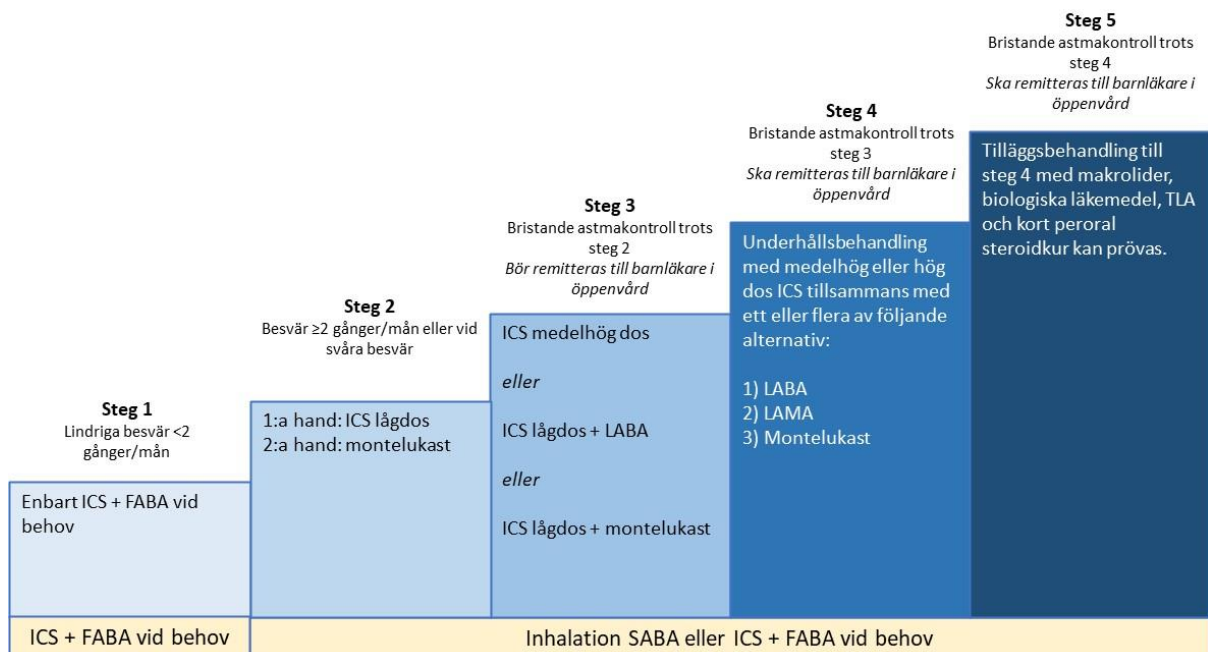 Steg 1
Lindriga besvär <2
gånger/mån
Enbart ICS + FABA vid
behov
Steg 2
Besvär ≥2 gånger/mån eller vid
svåra besvär
1:a hand: ICS lågdos
2:a hand: montelukast
Steg 3
Bristande astmakontroll trots
steg 2
Bör remitteras till barnläkare i
öppenvård
ICS medelhög dos
eller
ICS lågdos + LABA
eller
ICS lågdos + montelukast
Steg 4
Bristande astmakontroll trots
steg 3
Ska remitteras till barnläkare i
öppenvård
Underhållsbehandling
med medelhög eller hög
dos ICS tillsammans med
ett eller flera av följande
alternativ:
1) LABA
2) LAMA
3) Montelukast
Steg 5
Bristande astmakontroll trots
steg 4
Ska remitteras till barnläkare i
öppenvård
Tilläggsbehandling till
steg 4 med makrolider,
biologiska läkemedel, TLA
och kort peroral
steroidkur kan prövas.
ICS + FABA vid behov
Inhalation SABA eller ICS + FABA vid behov